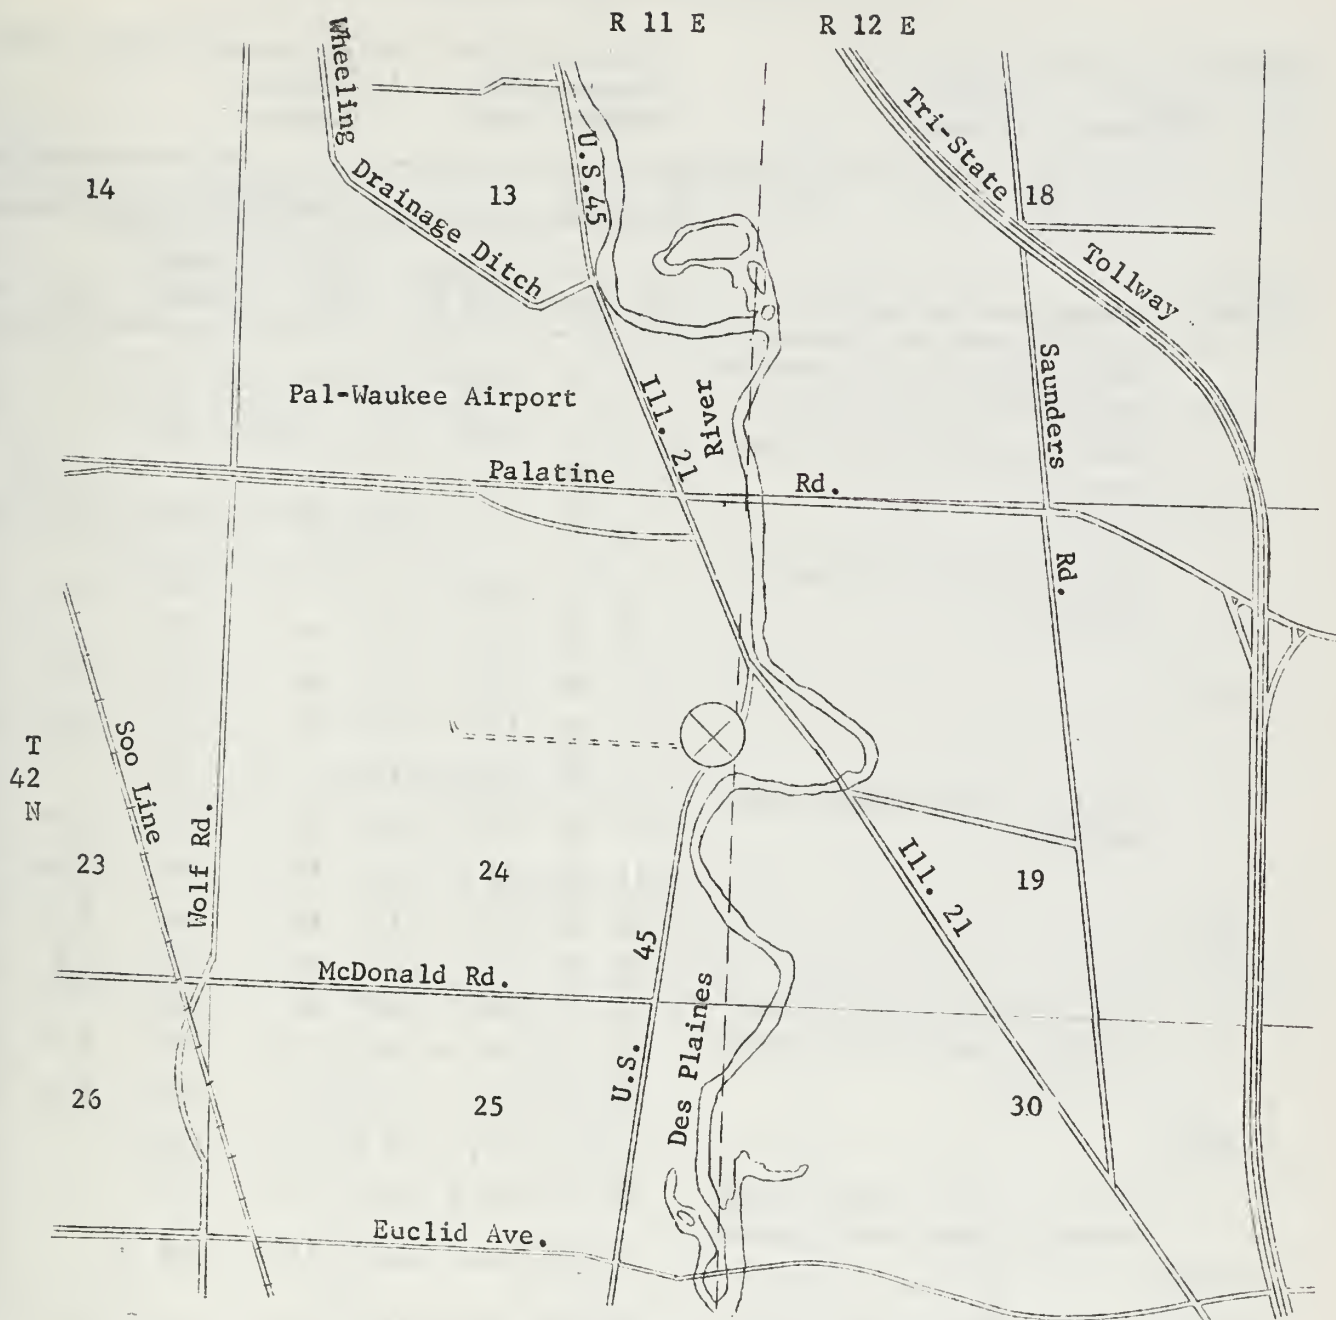 R 11 E
R 12 E
Wheeling
Drainage Ditch
U.S.45
Tri-State
Tollway
14
13
18
Pal-Waukee Airport
Ill. 21
River
Saunders
Palatine
Rd.
Rd.
T
42
N
Soo Line
Wolf Rd.
23
24
19
Ill. 21
45
U.S.
McDonald Rd.
Des Plaines
26
25
30
Euclid Ave.